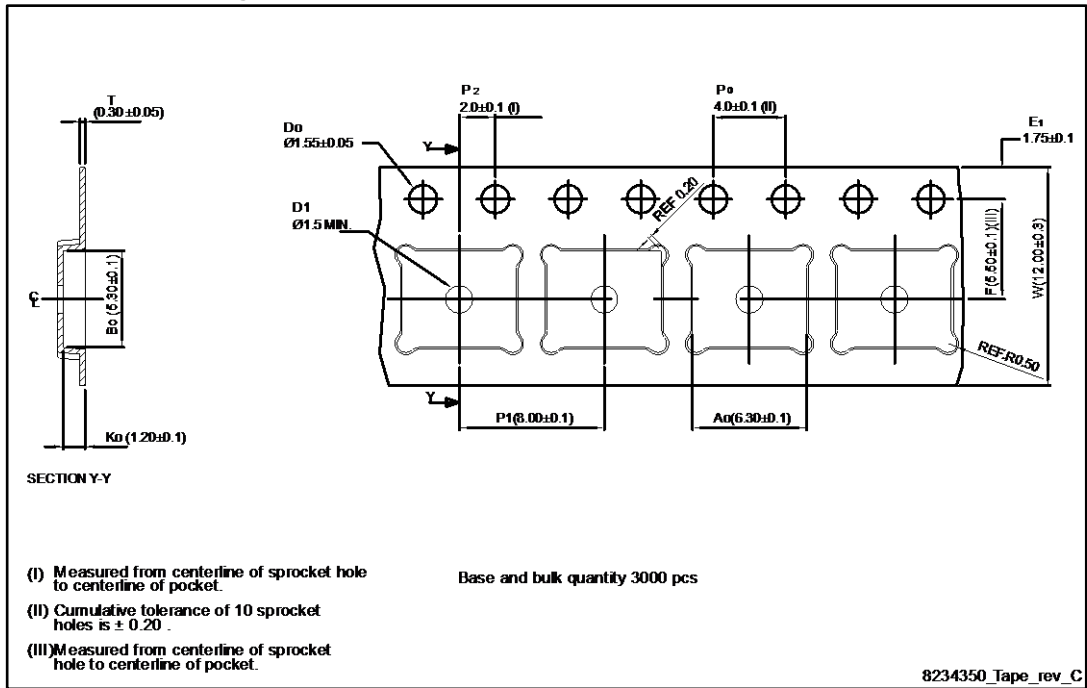 T
(0.30±0.05)
P2
2.0±0.1 (I)
Po
4.0±0.1 (II)
E1
1.75±0.1
Do
Ø1.55±0.05
Y
D1
Ø1.5 MIN.
REF 0.20
Bo (5.30±0.1)
F(5.50±0.1)(III)
W(12.00±0.3)
CL
REF.R0.50
Y
P1(8.00±0.1)
Ao(6.30±0.1)
Ko (1.20±0.1)
SECTION Y-Y
(I) Measured from centerline of sprocket hole
to centerline of pocket.
Base and bulk quantity 3000 pcs
(II) Cumulative tolerance of 10 sprocket
holes is ± 0.20 .
(III)Measured from centerline of sprocket
hole to centerline of pocket.
8234350_Tape_rev_C